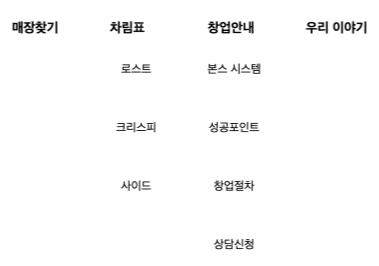 매장찾기 차림표 창업안내 우리 이야기
로스트 본스 시스템
크리스피 성공포인트
사이드 창업절차
상담신청